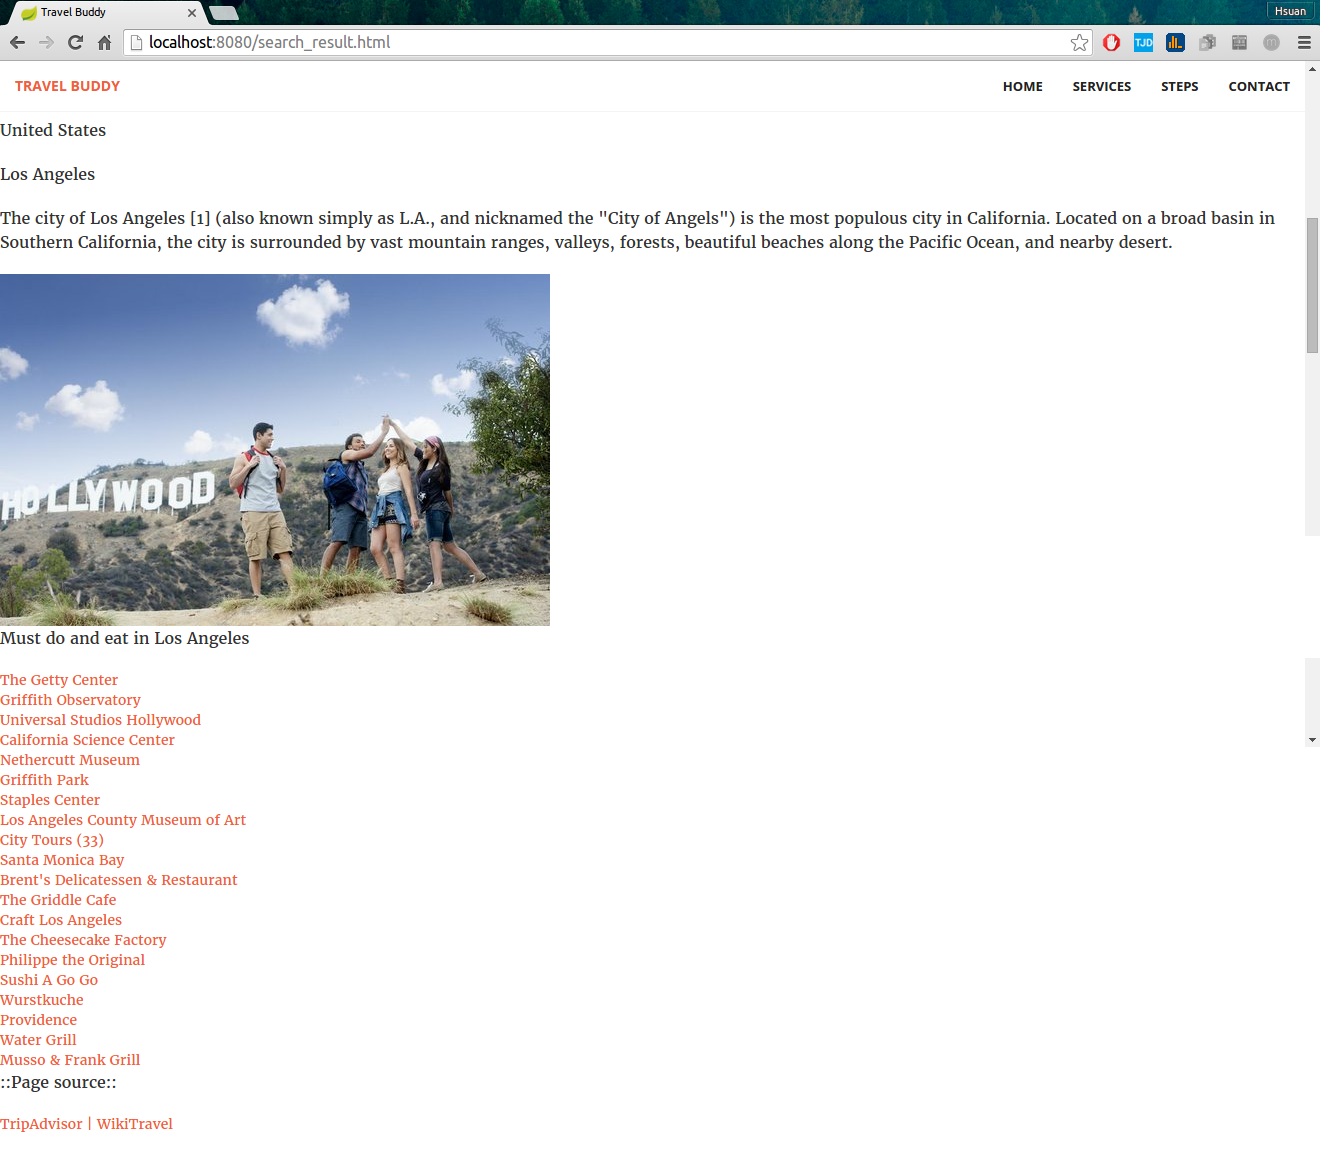 Travel Buddy
Hsuan
localhost:8080/search_result.html
TJD
m
TRAVEL BUDDY
HOME SERVICES STEPS CONTACT
United States
Los Angeles
The city of Los Angeles [1] (also known simply as L.A., and nicknamed the "City of Angels") is the most populous city in California. Located on a broad basin in
Southern California, the city is surrounded by vast mountain ranges, valleys, forests, beautiful beaches along the Pacific Ocean, and nearby desert.
HOLLYWOOD
Must do and eat in Los Angeles
The Getty Center
Griffith Observatory
Universal Studios Hollywood
California Science Center
Nethercutt Museum
Griffith Park
Staples Center
Los Angeles County Museum of Art
City Tours (33)
Santa Monica Bay
Brent's Delicatessen & Restaurant
The Griddle Cafe
Craft Los Angeles
The Cheesecake Factory
Philippe the Original
Sushi A Go Go
Wurstkuche
Providence
Water Grill
Musso & Frank Grill
::Page source::
TripAdvisor | WikiTravel